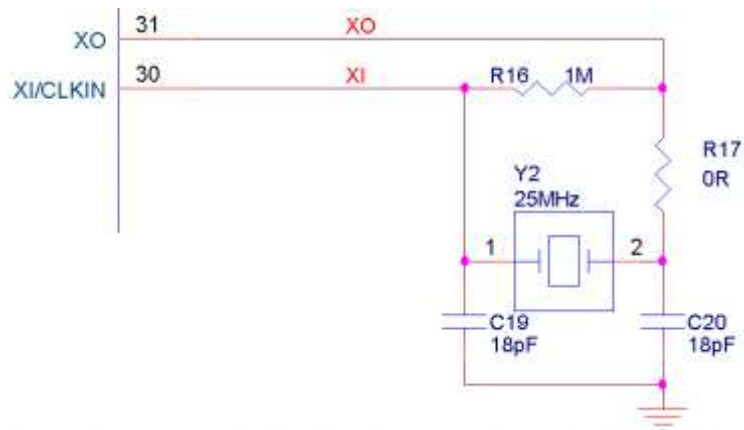 XO 31 XO
XI/CLKIN 30 XI R16 1M
R17
0R
Y2
25MHz
1 2
C19 C20
18pF 18pF